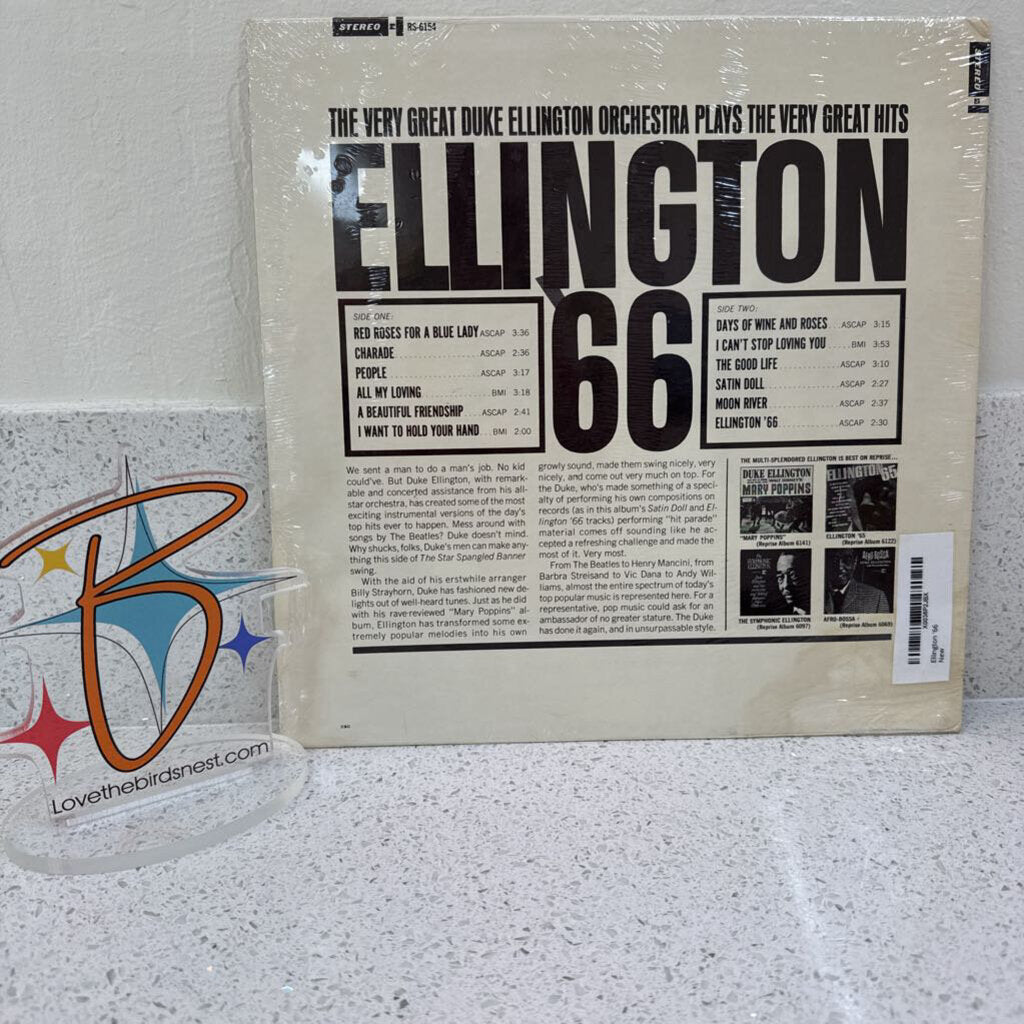 STEREO RS-6154
STEREO
THE VERY GREAT DUKE ELLINGTON ORCHESTRA PLAYS THE VERY GREAT HITS
ELLINGTON
'66
SIDE ONE:
RED ROSES FOR A BLUE LADY ASCAP 3:36
CHARADE ASCAP 2:36
PEOPLE ASCAP 3:17
ALL MY LOVING BMI 3:18
A BEAUTIFUL FRIENDSHIP ASCAP 2:41
I WANT TO HOLD YOUR HAND BMI 2:00
SIDE TWO:
DAYS OF WINE AND ROSES ASCAP 3:15
I CAN'T STOP LOVING YOU BMI 3:53
THE GOOD LIFE ASCAP 3:10
SATIN DOLL ASCAP 2:27
MOON RIVER ASCAP 2:37
ELLINGTON '66 ASCAP 2:30
We sent a man to do a man's job. No kid
could've. But Duke Ellington, with remark-
able and concerted assistance from his all-
star orchestra, has created some of the most
exciting instrumental versions of the day's
top hits ever to happen. Mess around with
songs by The Beatles? Duke doesn't mind.
Why shucks, folks, Duke's men can make any-
thing this side of The Star Spangled Banner
swing.
With the aid of his erstwhile arranger
Billy Strayhorn, Duke has fashioned new de-
lights out of well-heard tunes. Just as he did
with his rave-reviewed "Mary Poppins" al-
bum, Ellington has transformed some ex-
tremely popular melodies into his own
growly sound, made them swing nicely, very
nicely, and come out very much on top. For
the Duke, who's made something of a speci-
alty of performing his own compositions on
records (as in this album's Satin Doll and El-
lington '66 tracks) performing "hit parade"
material comes off sounding like he ac-
cepted a refreshing challenge and made the
most of it. Very most.
From The Beatles to Henry Mancini, from
Barbra Streisand to Vic Dana to Andy Wil-
liams, almost the entire spectrum of today's
top popular music is represented here. For a
representative, pop music could ask for an
ambassador of no greater stature. The Duke
has done it again, and in unsurpassable style.
THE MULTI-SPLENDORED ELLINGTON IS BEST ON REPRISE...
DUKE ELLINGTON
MARY POPPINS
ELLINGTON '65
"MARY POPPINS"
(Reprise Album 6141)
ELLINGTON '65
(Reprise Album 6122)
AFRO-BOSSA
THE SYMPHONIC ELLINGTON
(Reprise Album 6097)
AFRO-BOSSA
(Reprise Album 6069)
Ellington '66
New
B
Lovethebirdsnest.com